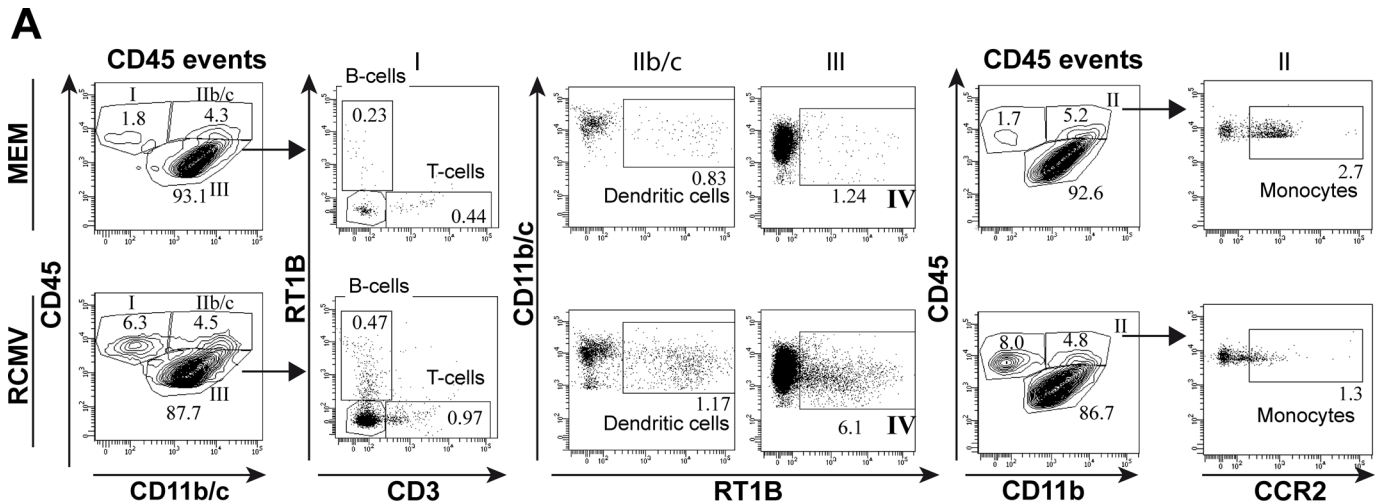 A
CD45 events
I
IIb/c
III
CD45 events
II
MEM
I
IIb/c
1.8
4.3
93.1
III
B-cells
0.23
T-cells
0.44
0.83
Dendritic cells
1.24
IV
II
1.7
5.2
92.6
2.7
Monocytes
CD45
RT1B
CD11b/c
CD45
RCMV
I
IIb/c
6.3
4.5
87.7
III
B-cells
0.47
T-cells
0.97
1.17
Dendritic cells
6.1
IV
II
8.0
4.8
86.7
1.3
Monocytes
CD11b/c
CD3
RT1B
CD11b
CCR2